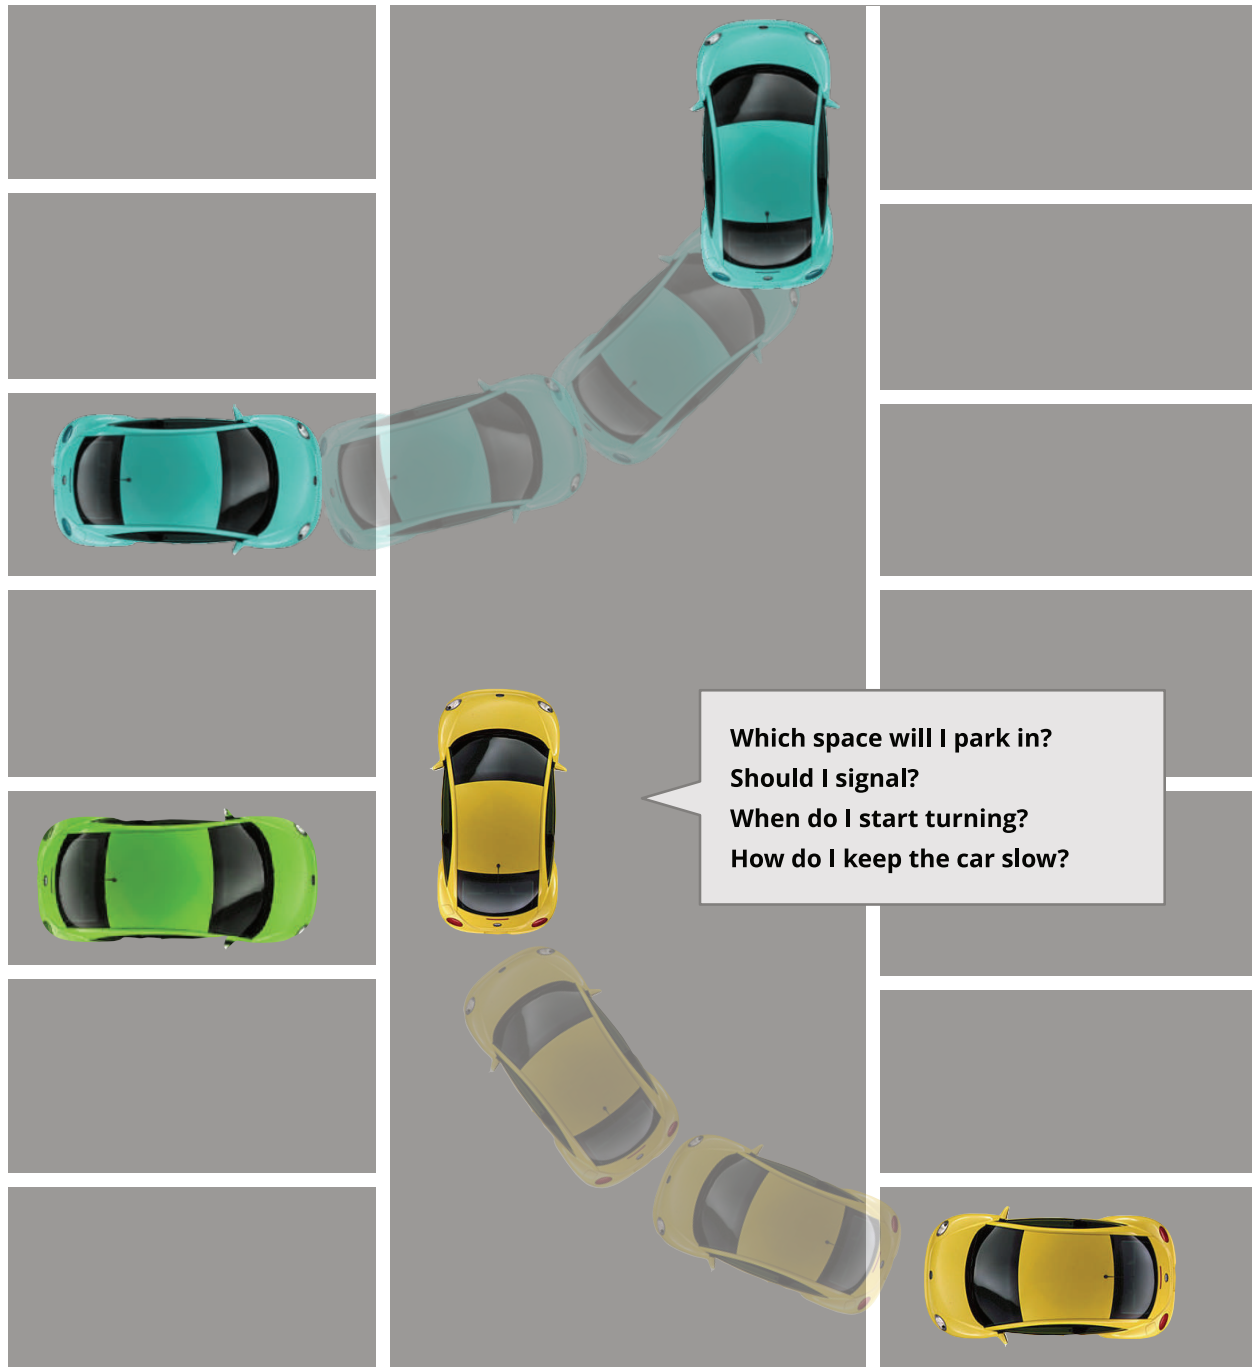 Which space will I park in?
Should I signal?
When do I start turning?
How do I keep the car slow?